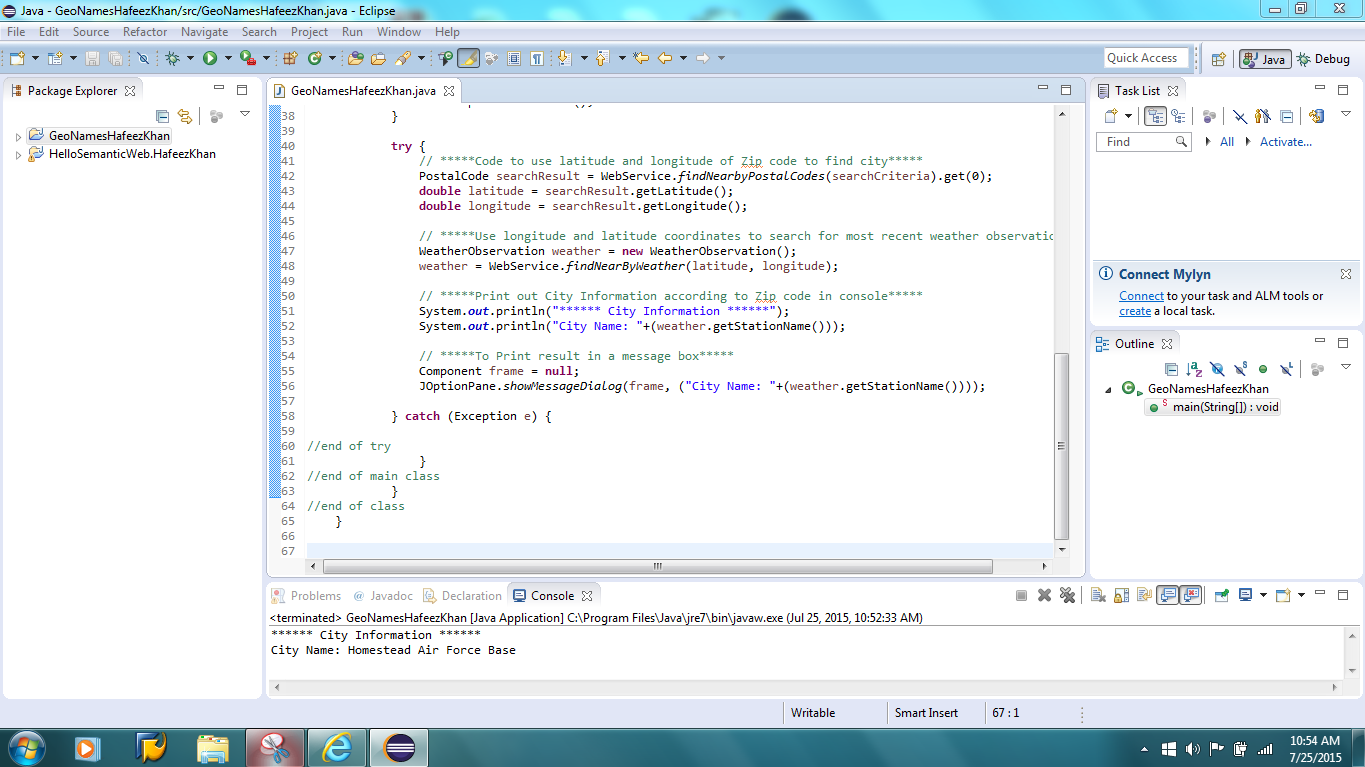 Java - GeoNamesHafeezKhan/src/GeoNamesHafeezKhan.java - Eclipse
File Edit Source Refactor Navigate Search Project Run Window Help
Quick Access Java Debug
Package Explorer
GeoNamesHafeezKhan
HelloSemanticWeb.HafeezKhan
GeoNamesHafeezKhan.java
38 }
39
40 try {
41 // *****Code to use latitude and longitude of Zip code to find city*****
42 PostalCode searchResult = WebService.findNearbyPostalCodes(searchCriteria).get(0);
43 double latitude = searchResult.getLatitude();
44 double longitude = searchResult.getLongitude();
45
46 // *****Use longitude and latitude coordinates to search for most recent weather observatio
47 WeatherObservation weather = new WeatherObservation();
48 weather = WebService.findNearByWeather(latitude, longitude);
49
50 // *****Print out City Information according to Zip code in console*****
51 System.out.println("****** City Information ******");
52 System.out.println("City Name: "+(weather.getStationName()));
53
54 // *****To Print result in a message box*****
55 Component frame = null;
56 JOptionPane.showMessageDialog(frame, ("City Name: "+(weather.getStationName())));
57
58 } catch (Exception e) {
59
60 //end of try
61 }
62 //end of main class
63 }
64 //end of class
65 }
66
67
Task List
Find All Activate...
Connect Mylyn
Connect to your task and ALM tools or
create a local task.
Outline
GeoNamesHafeezKhan
main(String[]) : void
Problems @ Javadoc Declaration Console
<terminated> GeoNamesHafeezKhan [Java Application] C:\Program Files\Java\jre7\bin\javaw.exe (Jul 25, 2015, 10:52:33 AM)
****** City Information ******
City Name: Homestead Air Force Base
Writable Smart Insert 67 : 1
10:54 AM
7/25/2015